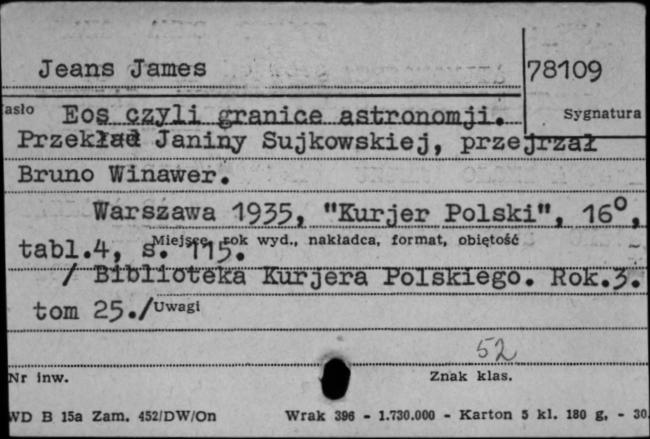 Jeans James
78109
asło
Sygnatura
Eos czyli granice astronomji.
Przekład Janiny Sujkowskiej, przejrzał
Bruno Winawer.
Warszawa 1935, "Kurjer Polski", 16°,
Miejsce, rok wyd., nakładca, format, objętość
tabl.4, s. 115.
/ Biblioteka Kurjera Polskiego. Rok.3.
tom 25./
Uwagi
52
Nr inw.
Znak klas.
WD B 15a Zam. 452/DW/On Wrak 396 - 1.730.000 - Karton 5 kl. 180 g, - 30.